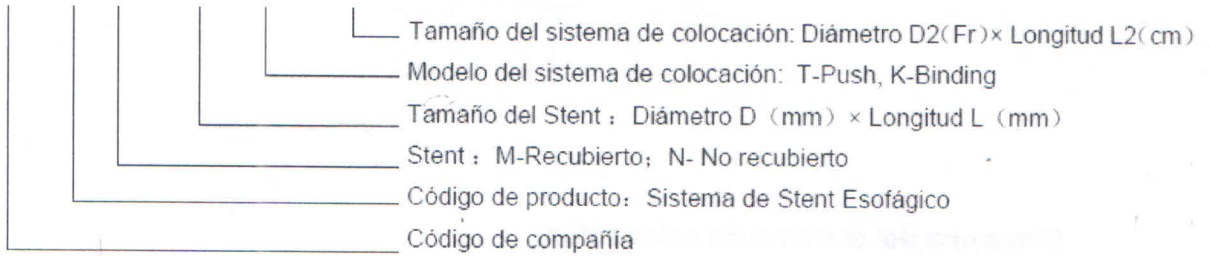 Tamaño del sistema de colocación: Diámetro D2(Fr)× Longitud L2(cm)
Modelo del sistema de colocación: T-Push, K-Binding
Tamaño del Stent： Diámetro D（mm）× Longitud L（mm）
Stent： M-Recubierto；N- No recubierto
Código de producto： Sistema de Stent Esofágico
Código de compañía